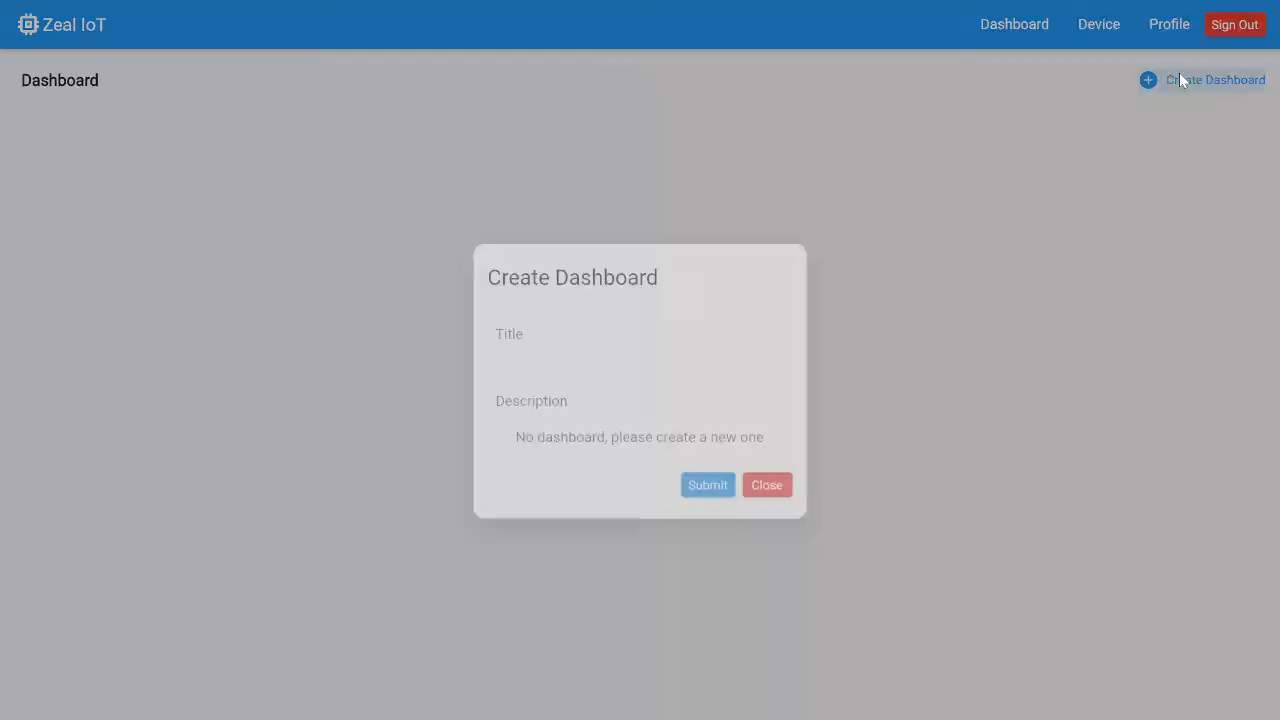 Zeal IoT
Dashboard
Device
Profile
Sign Out
Dashboard
Create Dashboard
Create Dashboard
Title
Description
No dashboard, please create a new one
Submit
Close